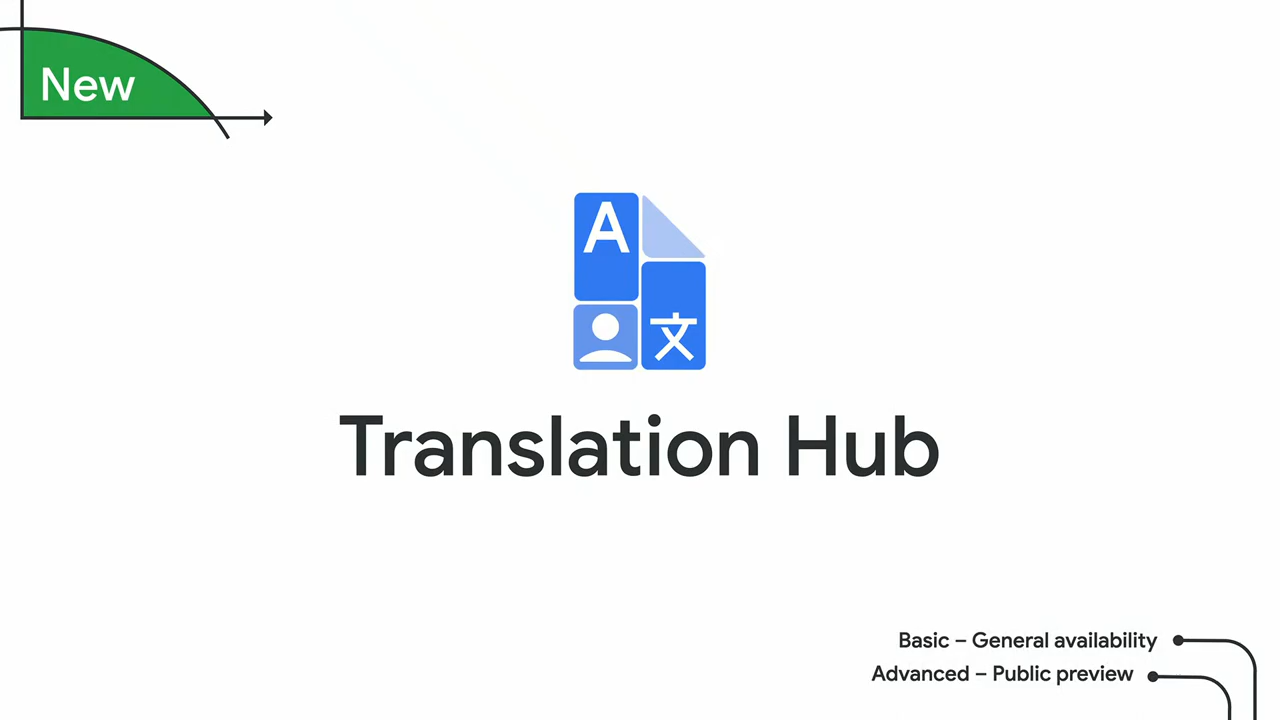 New
A
文
Translation Hub
Basic – General availability
Advanced – Public preview